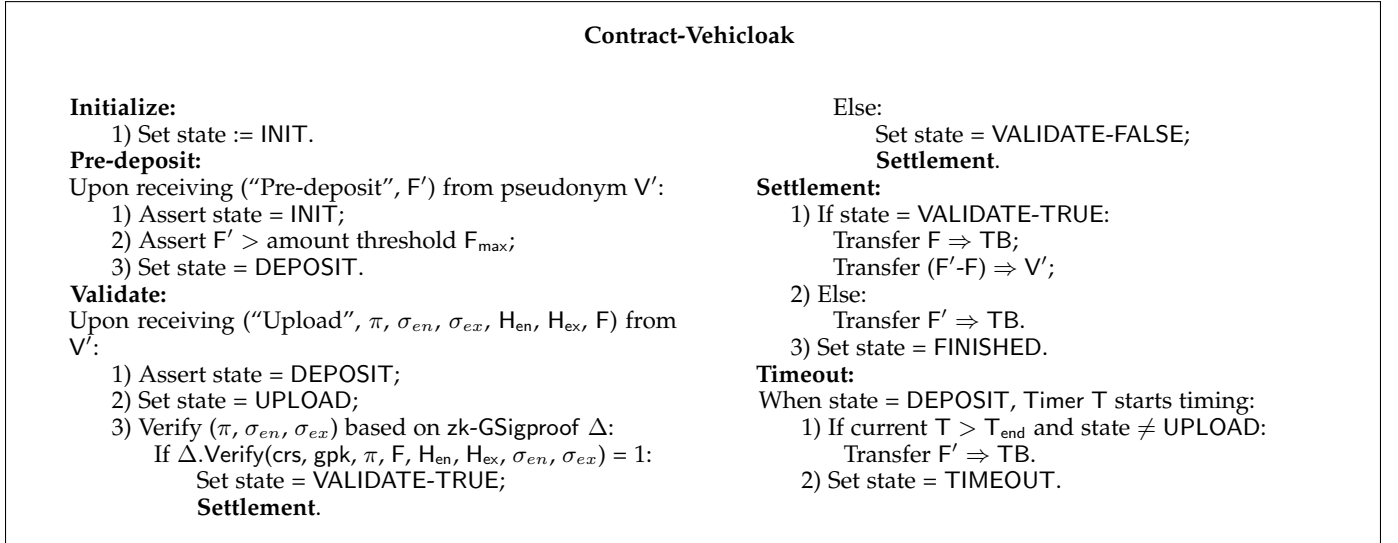 Contract-Vehicloak
Initialize:
1) Set state := INIT.
Pre-deposit:
Upon receiving (“Pre-deposit”, F′) from pseudonym V′:
1) Assert state = INIT;
2) Assert F′ > amount threshold F_max;
3) Set state = DEPOSIT.
Validate:
Upon receiving (“Upload”, π, σ_en, σ_ex, H_en, H_ex, F) from
V′:
1) Assert state = DEPOSIT;
2) Set state = UPLOAD;
3) Verify (π, σ_en, σ_ex) based on zk-GSigproof Δ:
If Δ.Verify(crs, gpk, π, F, H_en, H_ex, σ_en, σ_ex) = 1:
Set state = VALIDATE-TRUE;
Settlement.
Else:
Set state = VALIDATE-FALSE;
Settlement.
Settlement:
1) If state = VALIDATE-TRUE:
Transfer F ⇒ TB;
Transfer (F′-F) ⇒ V′;
2) Else:
Transfer F′ ⇒ TB.
3) Set state = FINISHED.
Timeout:
When state = DEPOSIT, Timer T starts timing:
1) If current T > T_end and state ≠ UPLOAD:
Transfer F′ ⇒ TB.
2) Set state = TIMEOUT.